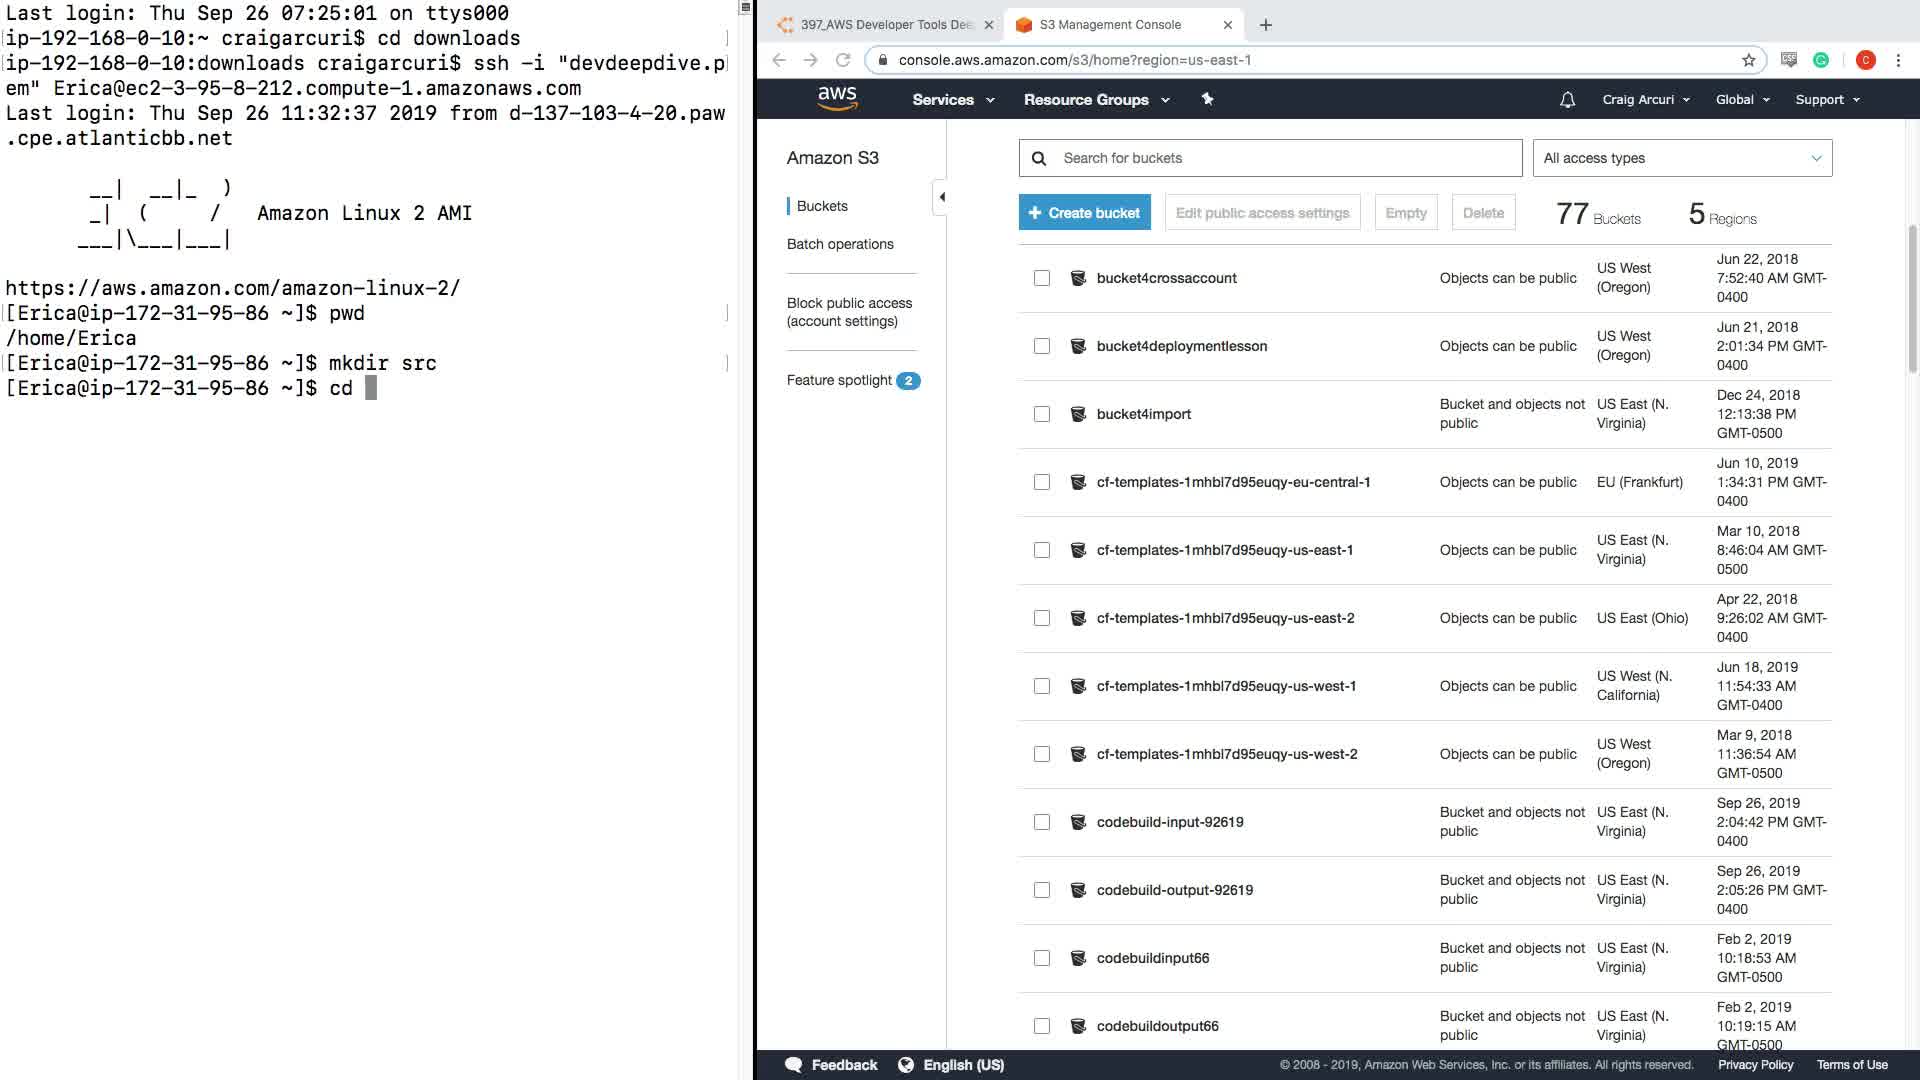 Last login: Thu Sep 26 07:25:01 on ttys000
ip-192-168-0-10:~ craigarcuri$ cd downloads
ip-192-168-0-10:downloads craigarcuri$ ssh -i "devdeepdive.p
em" Erica@ec2-3-95-8-212.compute-1.amazonaws.com
Last login: Thu Sep 26 11:32:37 2019 from d-137-103-4-20.paw
.cpe.atlanticbb.net
__|  __|_  )
_|  (     /   Amazon Linux 2 AMI
___|\___|___|
https://aws.amazon.com/amazon-linux-2/
[Erica@ip-172-31-95-86 ~]$ pwd
/home/Erica
[Erica@ip-172-31-95-86 ~]$ mkdir src
[Erica@ip-172-31-95-86 ~]$ cd
397_AWS Developer Tools Dee
S3 Management Console
console.aws.amazon.com/s3/home?region=us-east-1
C
aws Services Resource Groups Craig Arcuri Global Support
Amazon S3
Buckets
Batch operations
Block public access
(account settings)
Feature spotlight 2
Search for buckets
All access types
+ Create bucket Edit public access settings Empty Delete 77 Buckets 5 Regions
bucket4crossaccount Objects can be public US West (Oregon) Jun 22, 2018 7:52:40 AM GMT-0400
bucket4deploymentlesson Objects can be public US West (Oregon) Jun 21, 2018 2:01:34 PM GMT-0400
bucket4import Bucket and objects not public US East (N. Virginia) Dec 24, 2018 12:13:38 PM GMT-0500
cf-templates-1mhbl7d95euqy-eu-central-1 Objects can be public EU (Frankfurt) Jun 10, 2019 1:34:31 PM GMT-0400
cf-templates-1mhbl7d95euqy-us-east-1 Objects can be public US East (N. Virginia) Mar 10, 2018 8:46:04 AM GMT-0500
cf-templates-1mhbl7d95euqy-us-east-2 Objects can be public US East (Ohio) Apr 22, 2018 9:26:02 AM GMT-0400
cf-templates-1mhbl7d95euqy-us-west-1 Objects can be public US West (N. California) Jun 18, 2019 11:54:33 AM GMT-0400
cf-templates-1mhbl7d95euqy-us-west-2 Objects can be public US West (Oregon) Mar 9, 2018 11:36:54 AM GMT-0500
codebuild-input-92619 Bucket and objects not public US East (N. Virginia) Sep 26, 2019 2:04:42 PM GMT-0400
codebuild-output-92619 Bucket and objects not public US East (N. Virginia) Sep 26, 2019 2:05:26 PM GMT-0400
codebuildinput66 Bucket and objects not public US East (N. Virginia) Feb 2, 2019 10:18:53 AM GMT-0500
codebuildoutput66 Bucket and objects not public US East (N. Virginia) Feb 2, 2019 10:19:15 AM GMT-0500
Feedback English (US) © 2008 - 2019, Amazon Web Services, Inc. or its affiliates. All rights reserved. Privacy Policy Terms of Use